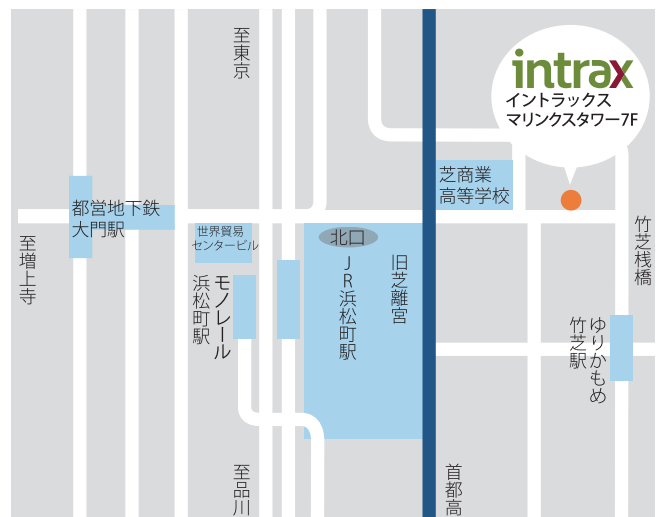 至東京
intrax
イントラックス
マリンクスタワー7F
芝商業
高等学校
都営地下鉄
大門駅
世界貿易
センタービル
北口
JR浜松町駅
旧芝離宮
竹芝桟橋
至増上寺
モノレール
浜松町駅
ゆりかもめ
竹芝駅
至品川
首都高